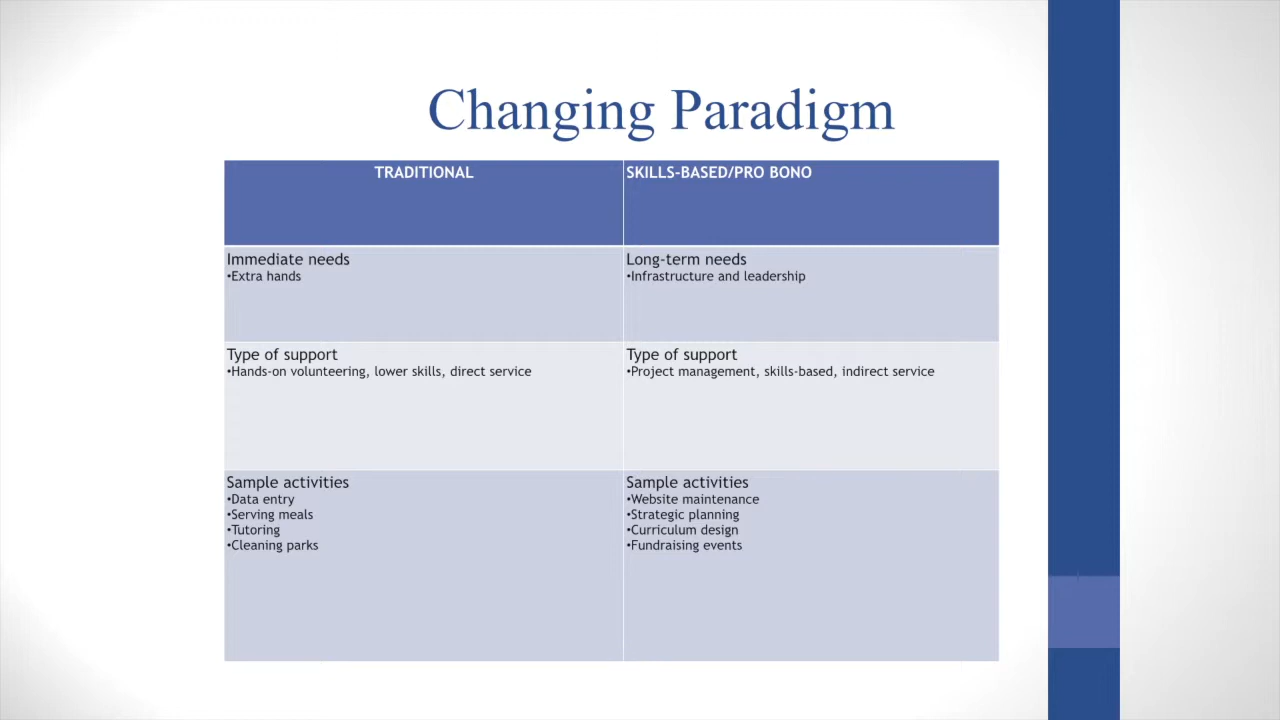 Changing Paradigm
TRADITIONAL
SKILLS-BASED/PRO BONO
Immediate needs
•Extra hands
Long-term needs
•Infrastructure and leadership
Type of support
•Hands-on volunteering, lower skills, direct service
Type of support
•Project management, skills-based, indirect service
Sample activities
•Data entry
•Serving meals
•Tutoring
•Cleaning parks
Sample activities
•Website maintenance
•Strategic planning
•Curriculum design
•Fundraising events